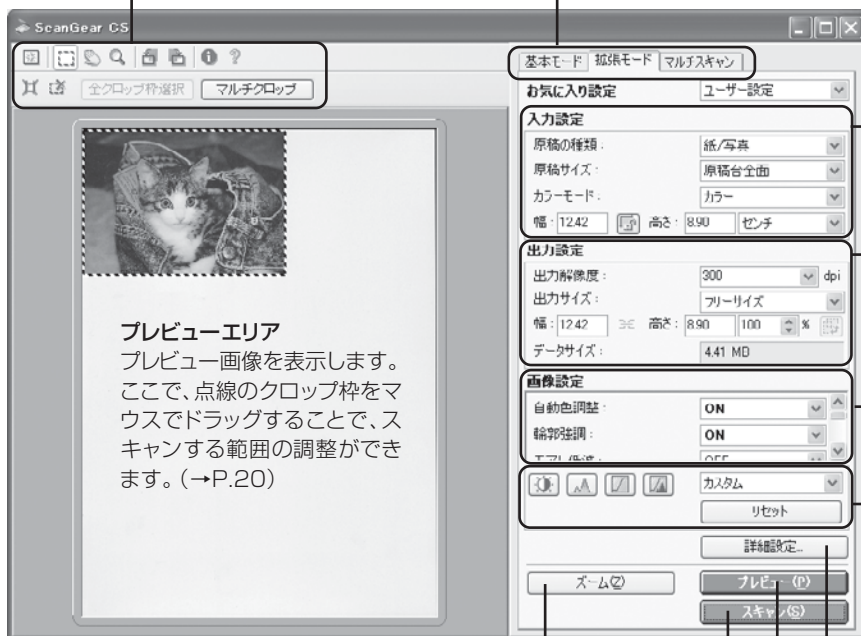 ScanGear CS
全クロップ枠選択 マルチクロップ
基本モード 拡張モード マルチスキャン
お気に入り設定 ユーザー設定
入力設定
原稿の種類: 紙/写真
原稿サイズ: 原稿台全面
カラーモード: カラー
幅: 12.42 高さ: 8.90 センチ
出力設定
出力解像度: 300 dpi
出力サイズ: フリーサイズ
幅: 12.42 高さ: 8.90 100 %
データサイズ: 4.41 MB
画像設定
自動色調整: ON
輪郭強調: ON
OFF
カスタム
リセット
詳細設定...
ズーム(Z) プレビュー(P)
スキャン(S)
プレビューエリア
プレビュー画像を表示します。
ここで、点線のクロップ枠をマ
ウスでドラッグすることで、ス
キャンする範囲の調整ができ
ます。(→P.20)